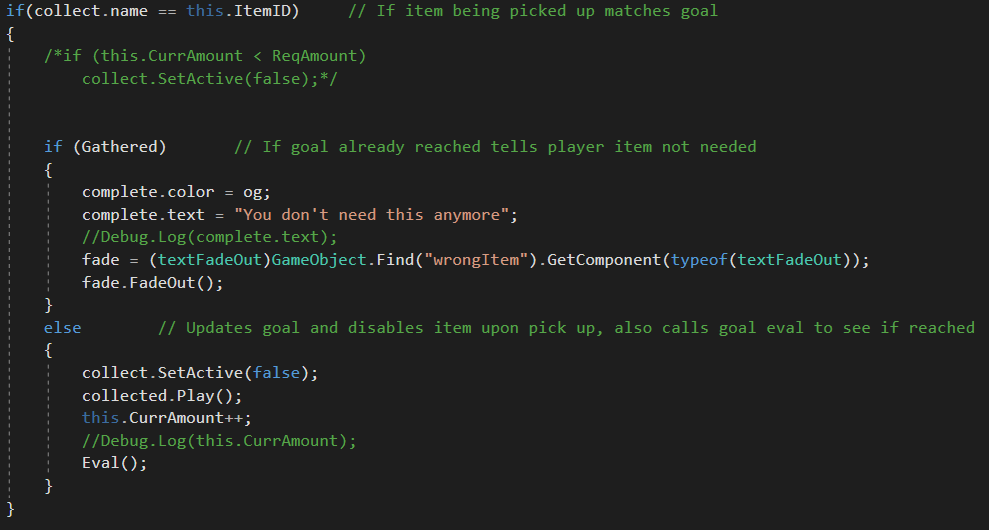 if(collect.name == this.ItemID)     // If item being picked up matches goal
{
    /*if (this.CurrAmount < ReqAmount)
        collect.SetActive(false);*/
    if (Gathered)       // If goal already reached tells player item not needed
    {
        complete.color = og;
        complete.text = "You don't need this anymore";
        //Debug.Log(complete.text);
        fade = (textFadeOut)GameObject.Find("wrongItem").GetComponent(typeof(textFadeOut));
        fade.FadeOut();
    }
    else        // Updates goal and disables item upon pick up, also calls goal eval to see if reached
    {
        collect.SetActive(false);
        collected.Play();
        this.CurrAmount++;
        //Debug.Log(this.CurrAmount);
        Eval();
    }
}